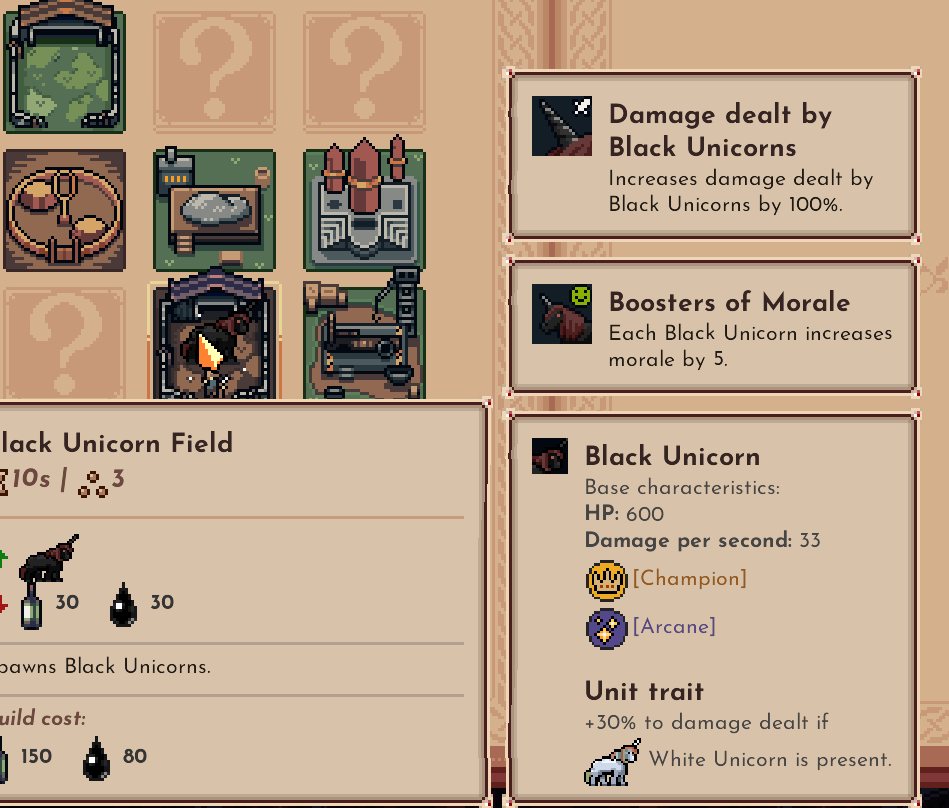 Damage dealt by
Black Unicorns
Increases damage dealt by
Black Unicorns by 100%.
Boosters of Morale
Each Black Unicorn increases
morale by 5.
lack Unicorn Field
10s | 3
30 30
pawns Black Unicorns.
uild cost:
150 80
Black Unicorn
Base characteristics:
HP: 600
Damage per second: 33
[Champion]
[Arcane]
Unit trait
+30% to damage dealt if
White Unicorn is present.